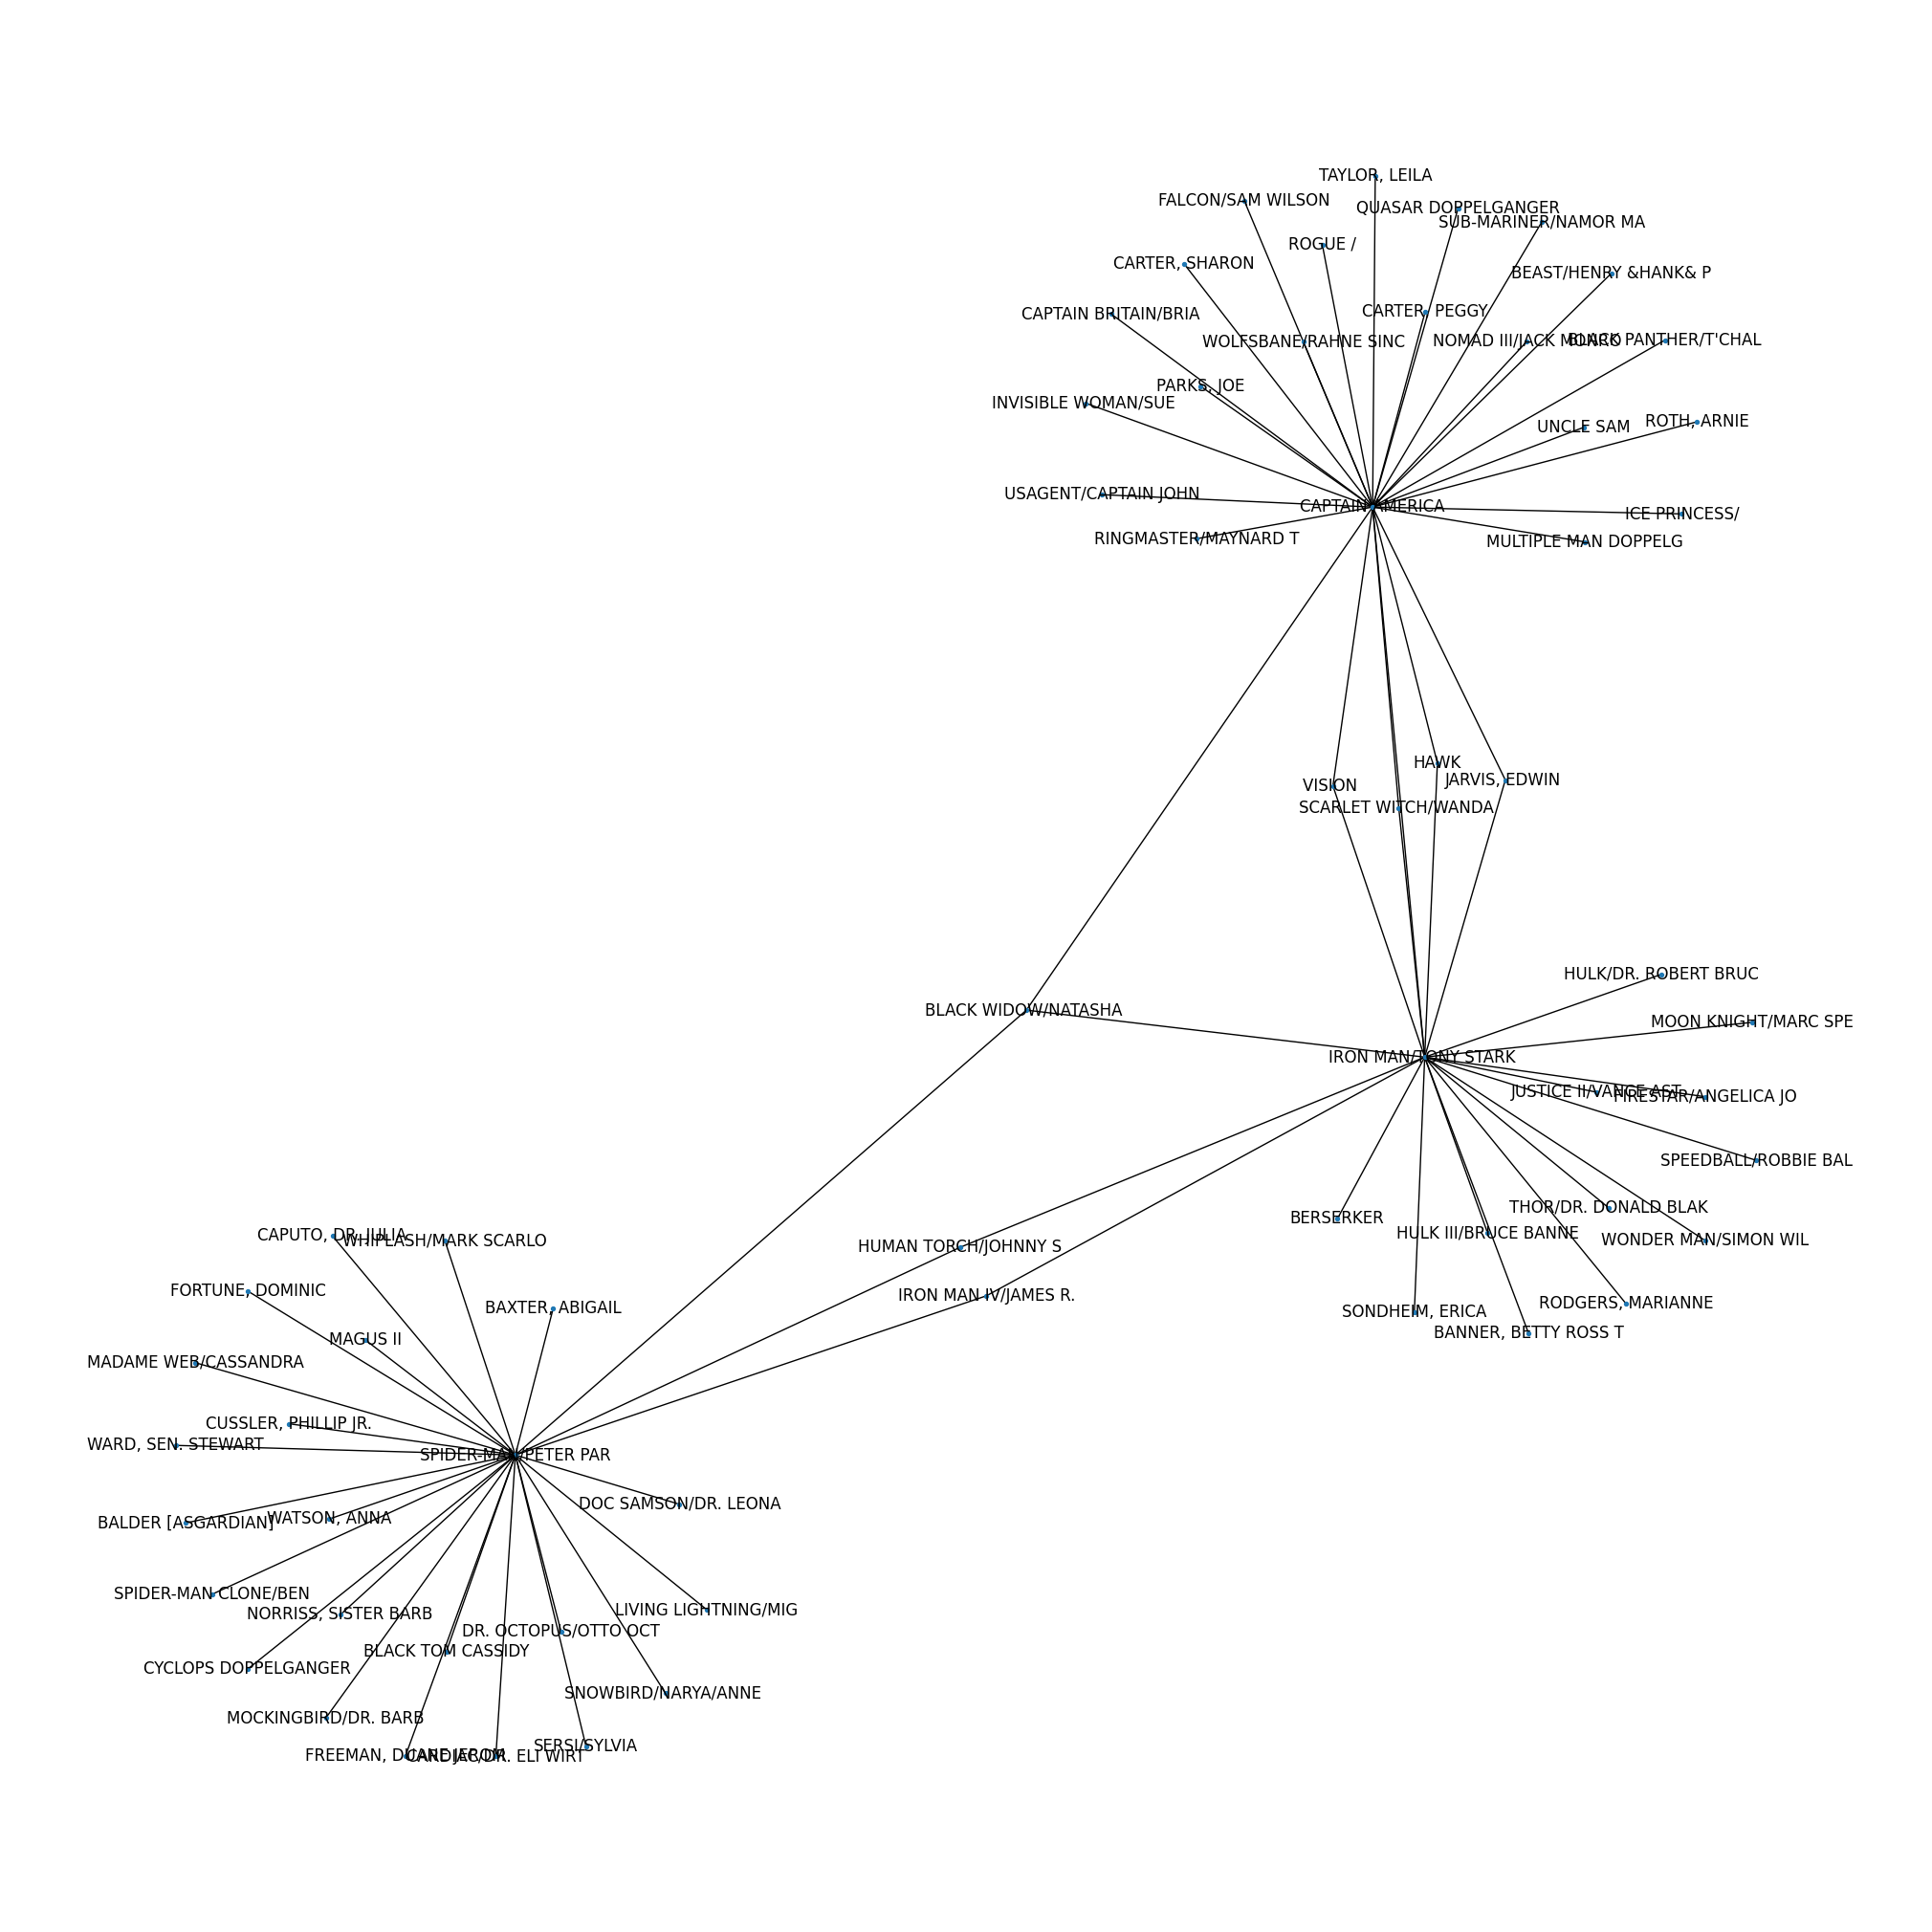 TAYLOR, LEILA
FALCON/SAM WILSON
QUASAR DOPPELGANGER
SUB-MARINER/NAMOR MA
ROGUE /
CARTER, SHARON
BEAST/HENRY &HANK& P
CAPTAIN BRITAIN/BRIA
CARTER, PEGGY
WOLFSBANE/RAHNE SINC
NOMAD III/JACK MONRO
BLACK PANTHER/T'CHAL
PARKS, JOE
INVISIBLE WOMAN/SUE
UNCLE SAM
ROTH, ARNIE
USAGENT/CAPTAIN JOHN
CAPTAIN AMERICA
ICE PRINCESS/
RINGMASTER/MAYNARD T
MULTIPLE MAN DOPPELG
HAWK
VISION
JARVIS, EDWIN
SCARLET WITCH/WANDA
HULK/DR. ROBERT BRUC
BLACK WIDOW/NATASHA
MOON KNIGHT/MARC SPE
IRON MAN/TONY STARK
JUSTICE II/VANCE AST
FIRESTAR/ANGELICA JO
SPEEDBALL/ROBBIE BAL
THOR/DR. DONALD BLAK
BERSERKER
HULK III/BRUCE BANNE
WONDER MAN/SIMON WIL
CAPUTO, DR. JULIA
WHIPLASH/MARK SCARLO
HUMAN TORCH/JOHNNY S
FORTUNE, DOMINIC
IRON MAN IV/JAMES R.
BAXTER, ABIGAIL
SONDHEIM, ERICA
RODGERS, MARIANNE
BANNER, BETTY ROSS T
MAGUS II
MADAME WEB/CASSANDRA
CUSSLER, PHILLIP JR.
WARD, SEN. STEWART
SPIDER-MAN/PETER PAR
DOC SAMSON/DR. LEONA
BALDER [ASGARDIAN]
WATSON, ANNA
SPIDER-MAN CLONE/BEN
NORRISS, SISTER BARB
LIVING LIGHTNING/MIG
DR. OCTOPUS/OTTO OCT
BLACK TOM CASSIDY
CYCLOPS DOPPELGANGER
SNOWBIRD/NARYA/ANNE
MOCKINGBIRD/DR. BARB
SERSI/SYLVIA
FREEMAN, DUANE JEROM
CARDIAC/DR. ELI WIRT